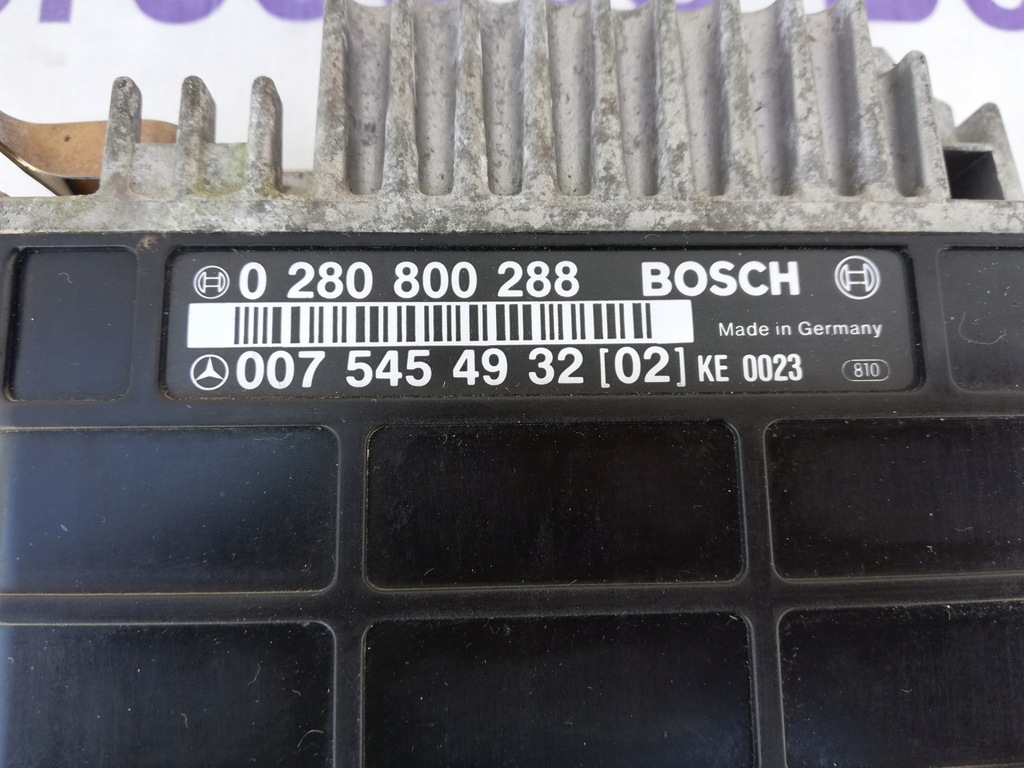 0 280 800 288 BOSCH
Made in Germany
007 545 49 32 [02] KE 0023 810